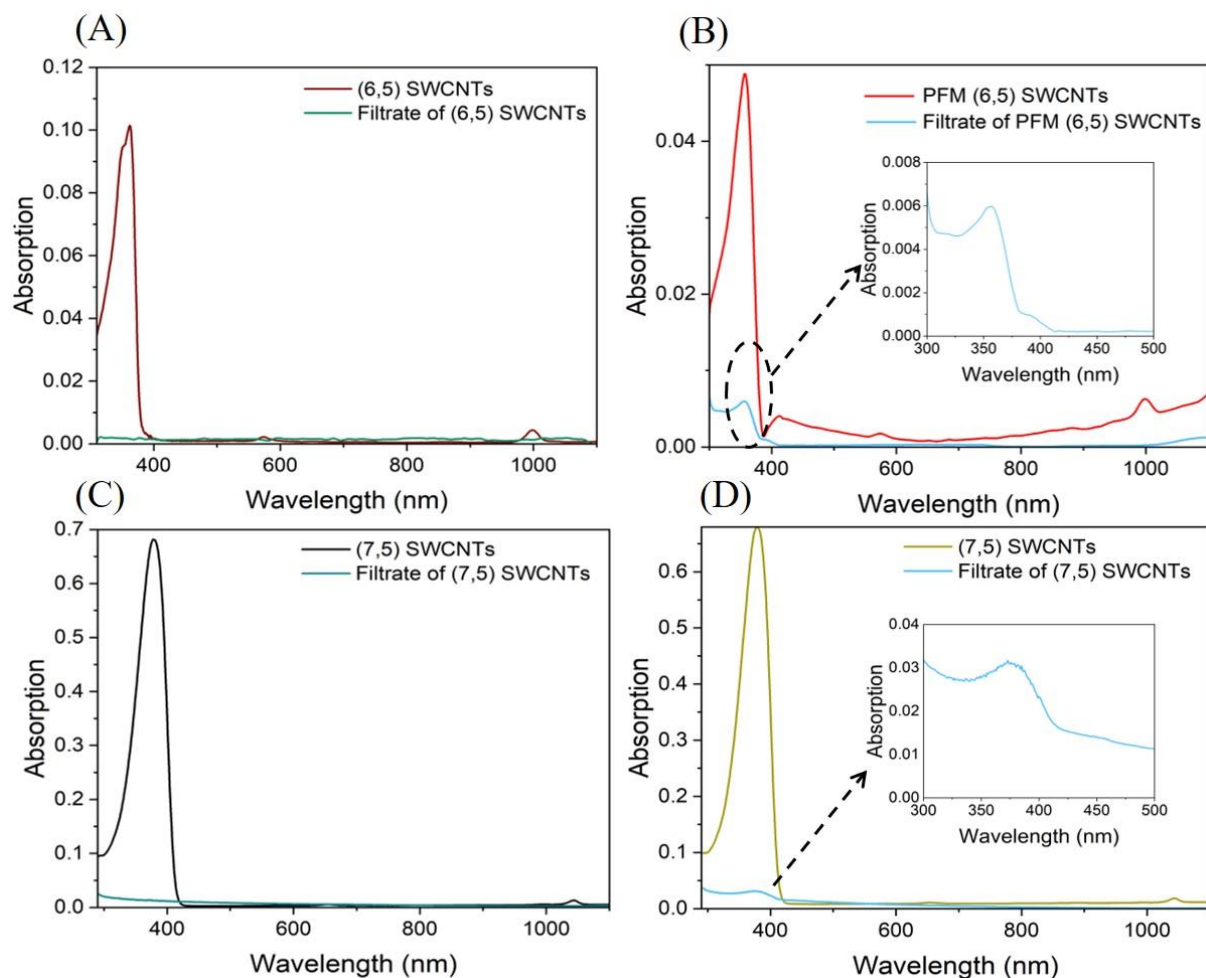 (A)
0.12
0.10
0.08
0.06
0.04
0.02
0.00
Absorption
(6,5) SWCNTs
Filtrate of (6,5) SWCNTs
400
600
800
1000
Wavelength (nm)
(B)
0.04
0.02
0.00
Absorption
PFM (6,5) SWCNTs
Filtrate of PFM (6,5) SWCNTs
0.008
0.006
0.004
0.002
0.000
Absorption
300
350
400
450
500
Wavelength (nm)
400
600
800
1000
Wavelength (nm)
(C)
0.7
0.6
0.5
0.4
0.3
0.2
0.1
0.0
Absorption
(7,5) SWCNTs
Filtrate of (7,5) SWCNTs
400
600
800
1000
Wavelength (nm)
(D)
0.6
0.5
0.4
0.3
0.2
0.1
0.0
Absorption
(7,5) SWCNTs
Filtrate of (7,5) SWCNTs
0.04
0.03
0.02
0.01
0.00
Absorption
300
350
400
450
500
Wavelength (nm)
400
600
800
1000
Wavelength (nm)